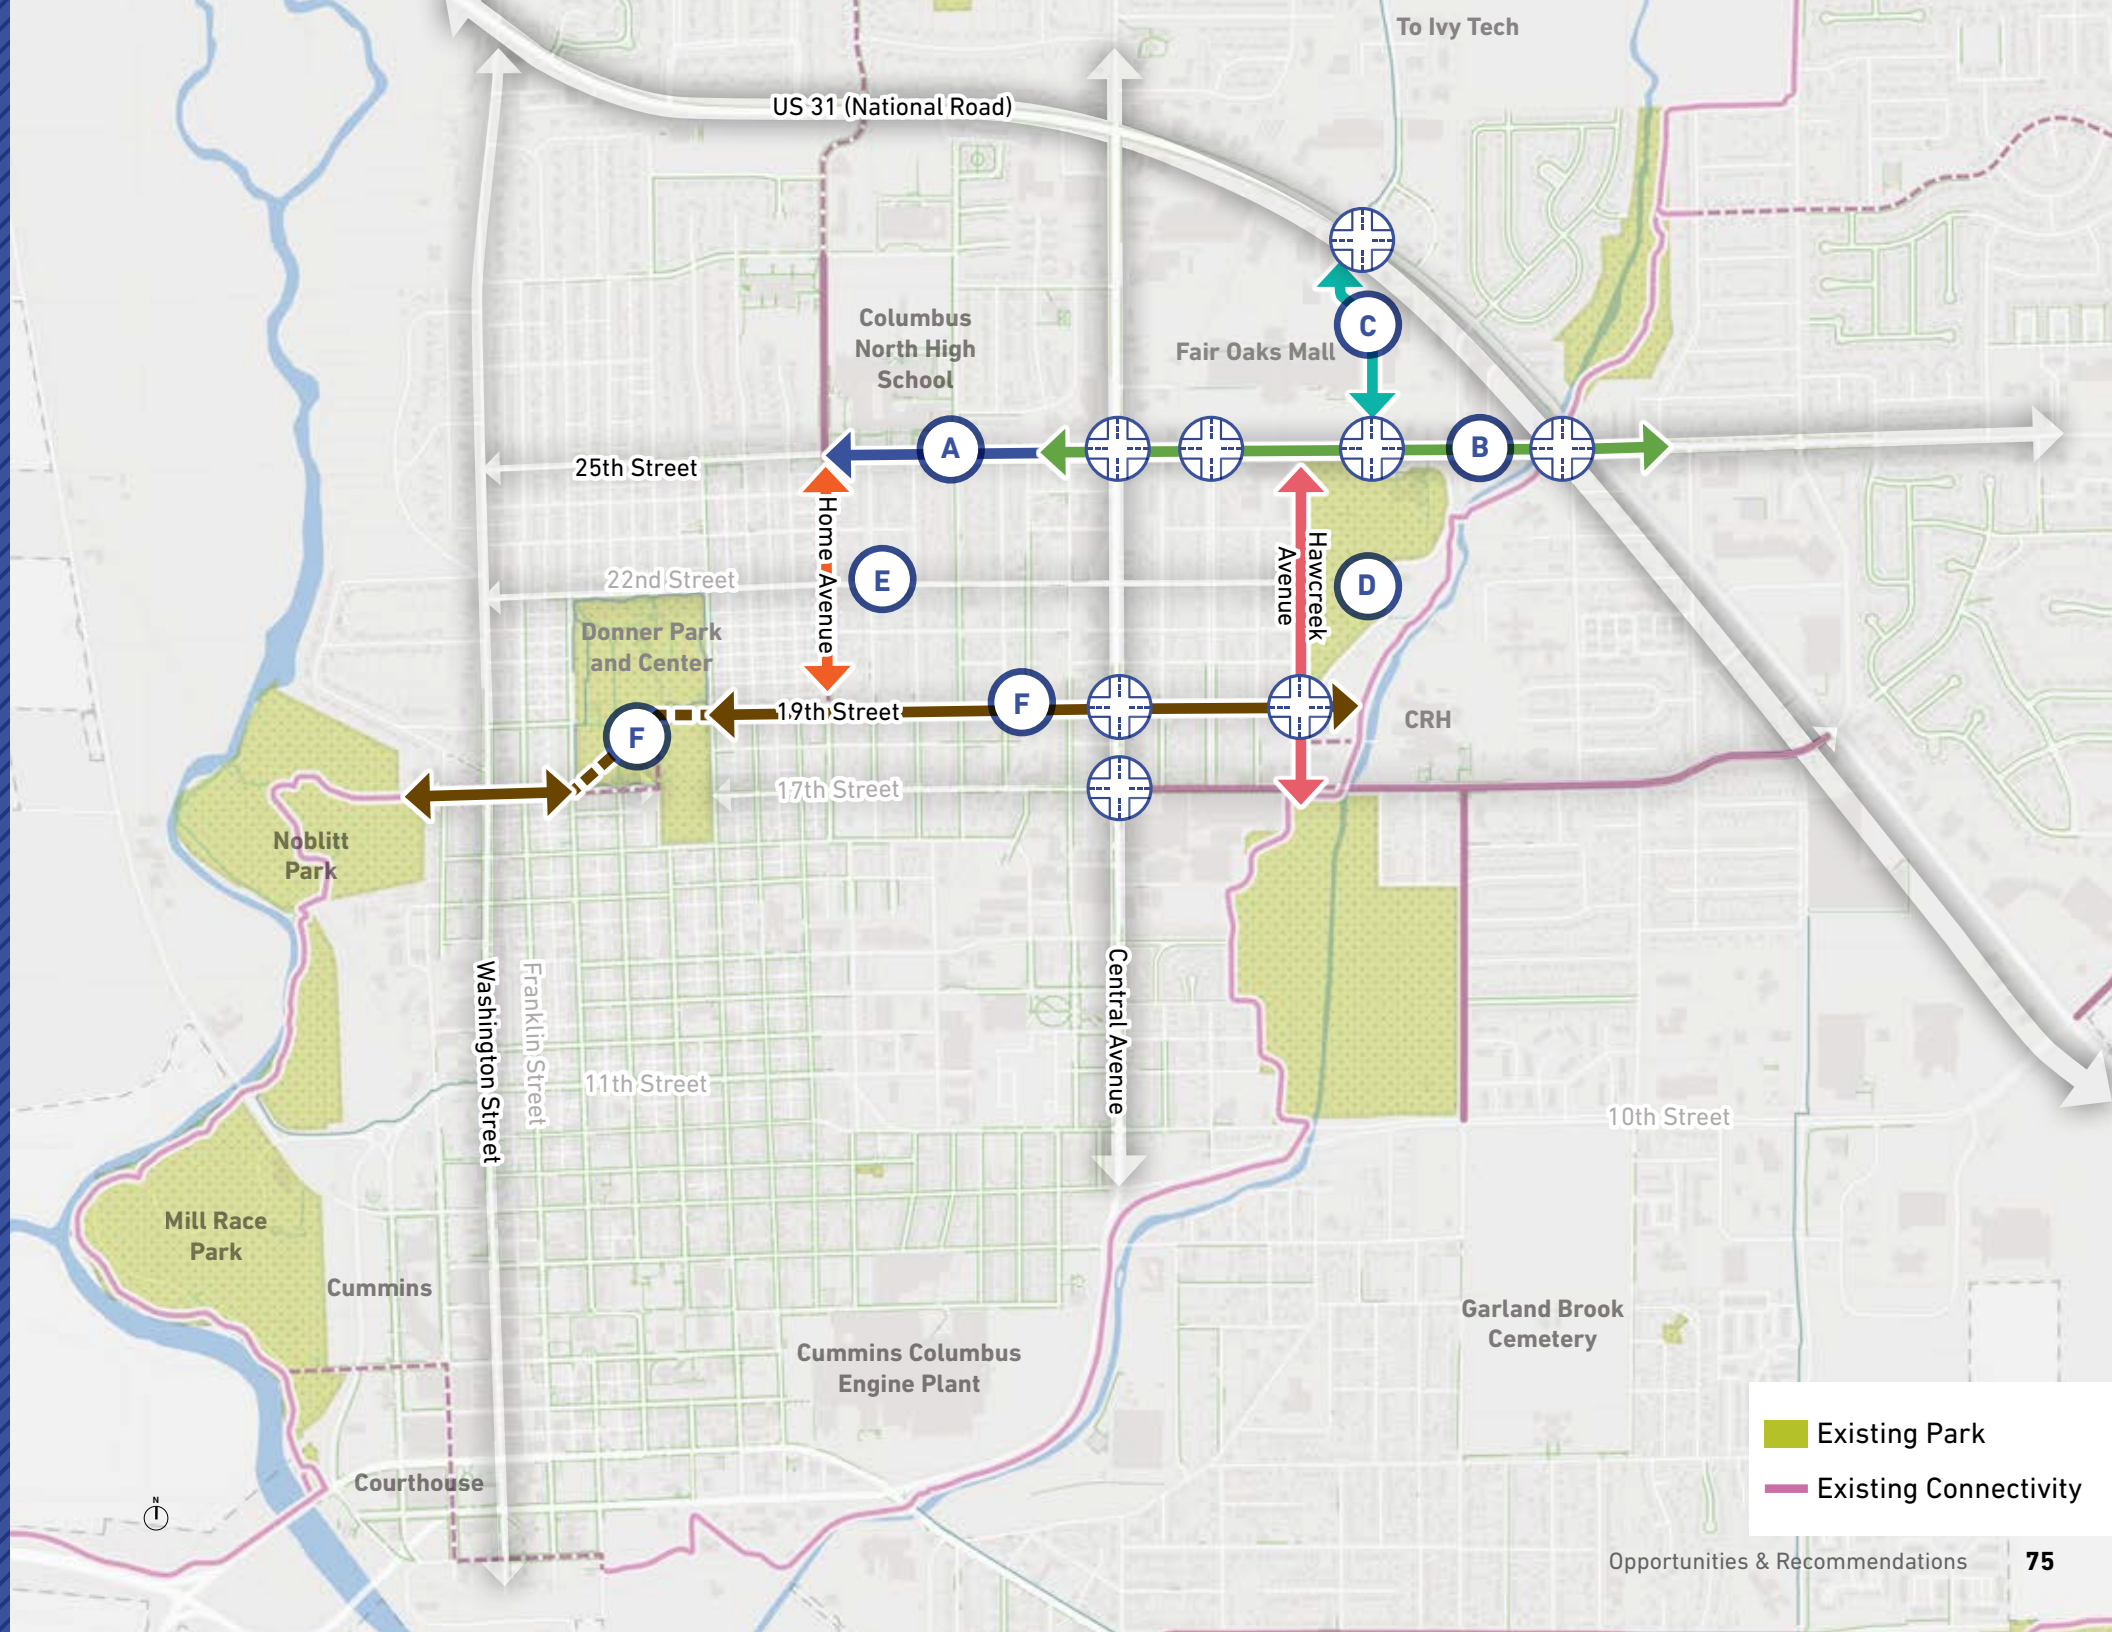 To Ivy Tech
US 31 (National Road)
Columbus
North High
School
Fair Oaks Mall
C
A
B
25th Street
Home Avenue
Hawcreek
Avenue
22nd Street
E
D
Donner Park
and Center
F
19th Street
F
CRH
17th Street
Noblitt
Park
Washington Street
Franklin Street
Central Avenue
11th Street
10th Street
Mill Race
Park
Cummins
Garland Brook
Cemetery
Cummins Columbus
Engine Plant
Courthouse
N
Existing Park
Existing Connectivity
Opportunities & Recommendations 75